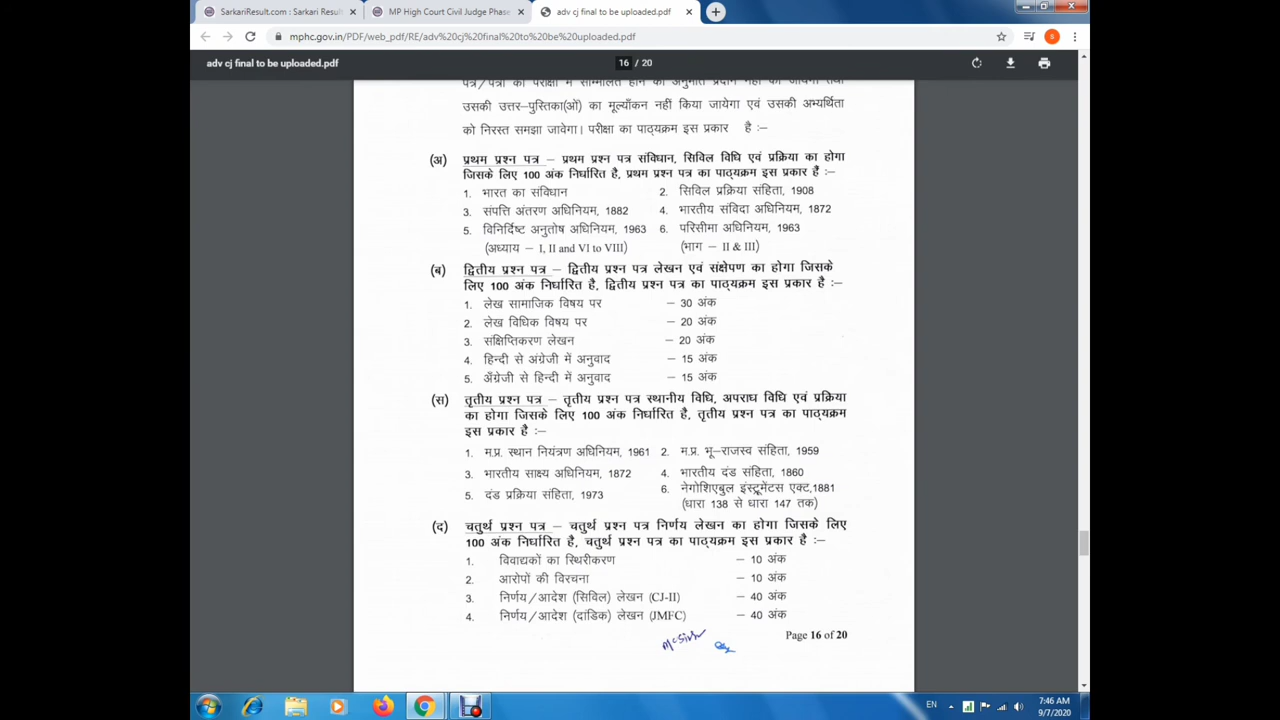 SarkariResult.com : Sarkari Resul
MP High Court Civil Judge Phase
adv cj final to be uploaded.pdf
mphc.gov.in/PDF/web_pdf/RE/adv%20cj%20final%20to%20be%20uploaded.pdf
adv cj final to be uploaded.pdf
16 / 20
पत्र/पत्रों की परीक्षा में सम्मिलित होने की अनुमति प्रदान नहीं की जायेगी तथा
उसकी उत्तर–पुस्तिका(ओं) का मूल्याँकन नहीं किया जायेगा एवं उसकी अभ्यर्थिता
को निरस्त समझा जावेगा। परीक्षा का पाठ्यक्रम इस प्रकार है :–
(अ) प्रथम प्रश्न पत्र – प्रथम प्रश्न पत्र संविधान, सिविल विधि एवं प्रक्रिया का होगा
जिसके लिए 100 अंक निर्धारित है, प्रथम प्रश्न पत्र का पाठ्यक्रम इस प्रकार हैं :–
1. भारत का संविधान 2. सिविल प्रक्रिया संहिता, 1908
3. संपत्ति अंतरण अधिनियम, 1882 4. भारतीय संविदा अधिनियम, 1872
5. विनिर्दिष्ट अनुतोष अधिनियम, 1963 6. परिसीमा अधिनियम, 1963
(अध्याय – I, II and VI to VIII) (भाग – II & III)
(ब) द्वितीय प्रश्न पत्र – द्वितीय प्रश्न पत्र लेखन एवं संक्षेपण का होगा जिसके
लिए 100 अंक निर्धारित है, द्वितीय प्रश्न पत्र का पाठ्यक्रम इस प्रकार है :–
1. लेख सामाजिक विषय पर – 30 अंक
2. लेख विधिक विषय पर – 20 अंक
3. संक्षिप्तिकरण लेखन – 20 अंक
4. हिन्दी से अंग्रेजी में अनुवाद – 15 अंक
5. अँग्रेजी से हिन्दी में अनुवाद – 15 अंक
(स) तृतीय प्रश्न पत्र – तृतीय प्रश्न पत्र स्थानीय विधि, अपराध विधि एवं प्रक्रिया
का होगा जिसके लिए 100 अंक निर्धारित है, तृतीय प्रश्न पत्र का पाठ्यक्रम
इस प्रकार है :–
1. म.प्र. स्थान नियंत्रण अधिनियम, 1961 2. म.प्र. भू–राजस्व संहिता, 1959
3. भारतीय साक्ष्य अधिनियम, 1872 4. भारतीय दंड संहिता, 1860
5. दंड प्रक्रिया संहिता, 1973 6. नेगोशिएबुल इंस्ट्रूमेंटस एक्ट,1881
(धारा 138 से धारा 147 तक)
(द) चतुर्थ प्रश्न पत्र – चतुर्थ प्रश्न पत्र निर्णय लेखन का होगा जिसके लिए
100 अंक निर्धारित है, चतुर्थ प्रश्न पत्र का पाठ्यक्रम इस प्रकार है :–
1. विवाद्यकों का स्थिरीकरण – 10 अंक
2. आरोपों की विरचना – 10 अंक
3. निर्णय/आदेश (सिविल) लेखन (CJ-II) – 40 अंक
4. निर्णय/आदेश (दांडिक) लेखन (JMFC) – 40 अंक
Page 16 of 20
EN
7:46 AM
9/7/2020